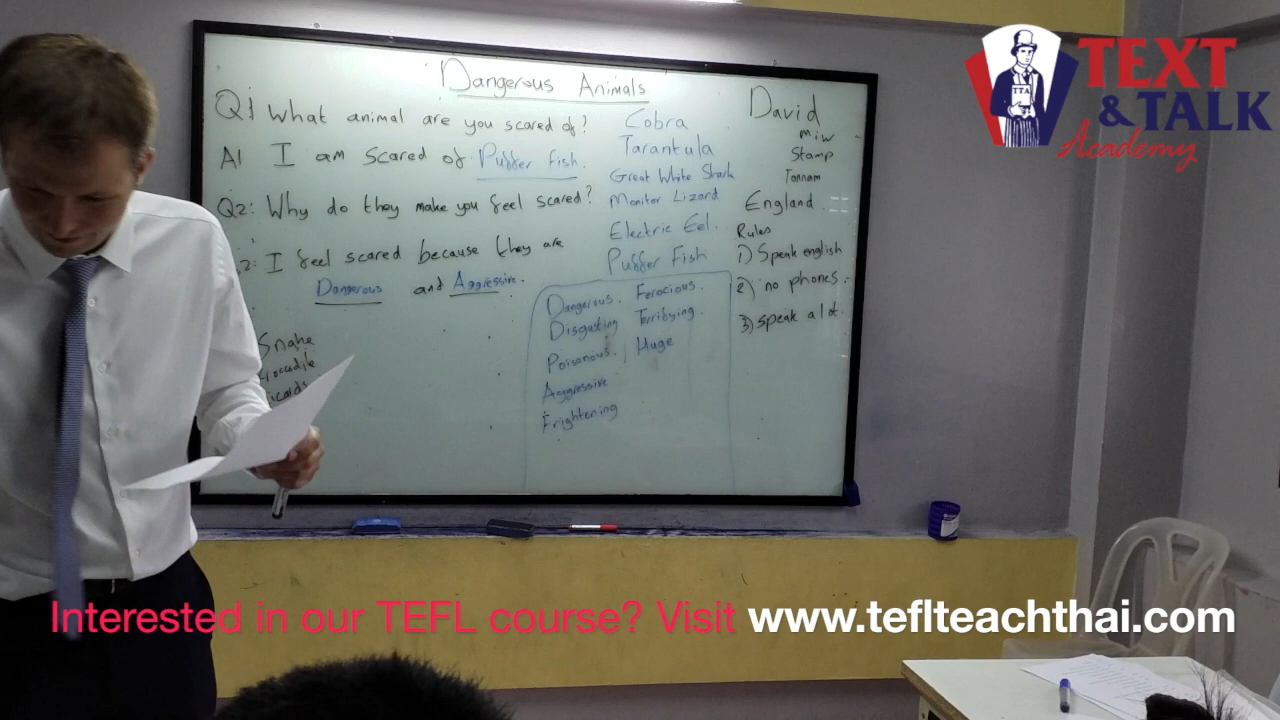 Dangerous Animals
Q1 What animal are you scared of?
A1 I am scared of Puffer fish.
Q2: Why do they make you feel scared?
2: I feel scared because they are
Dangerous and Aggressive.
Snake
Crocodile
Cobra
Tarantula
Great White Shark
Monitor Lizard
Electric Eel.
Puffer Fish
Dangerous. Ferocious.
Disgusting Terrifying.
Poisonous. Huge
Aggressive
Frightening
David
Miw
Stamp
Tonnam
England
Rules
1) Speak english
2) no phones.
3) Speak a lot.
TEXT
& TALK
Academy
TTA
Interested in our TEFL course? Visit www.teflteachthai.com